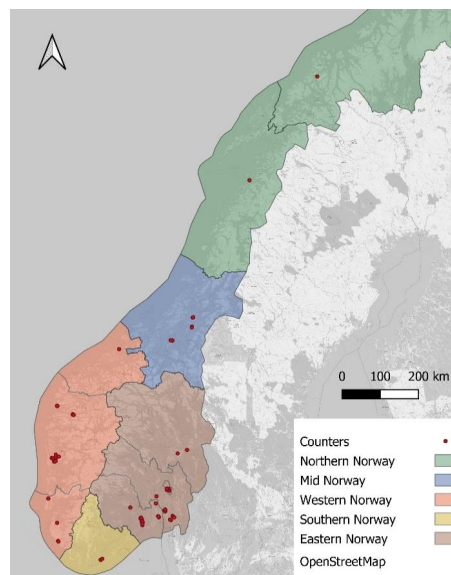 0 100 200 km
Counters
Northern Norway
Mid Norway
Western Norway
Southern Norway
Eastern Norway
OpenStreetMap